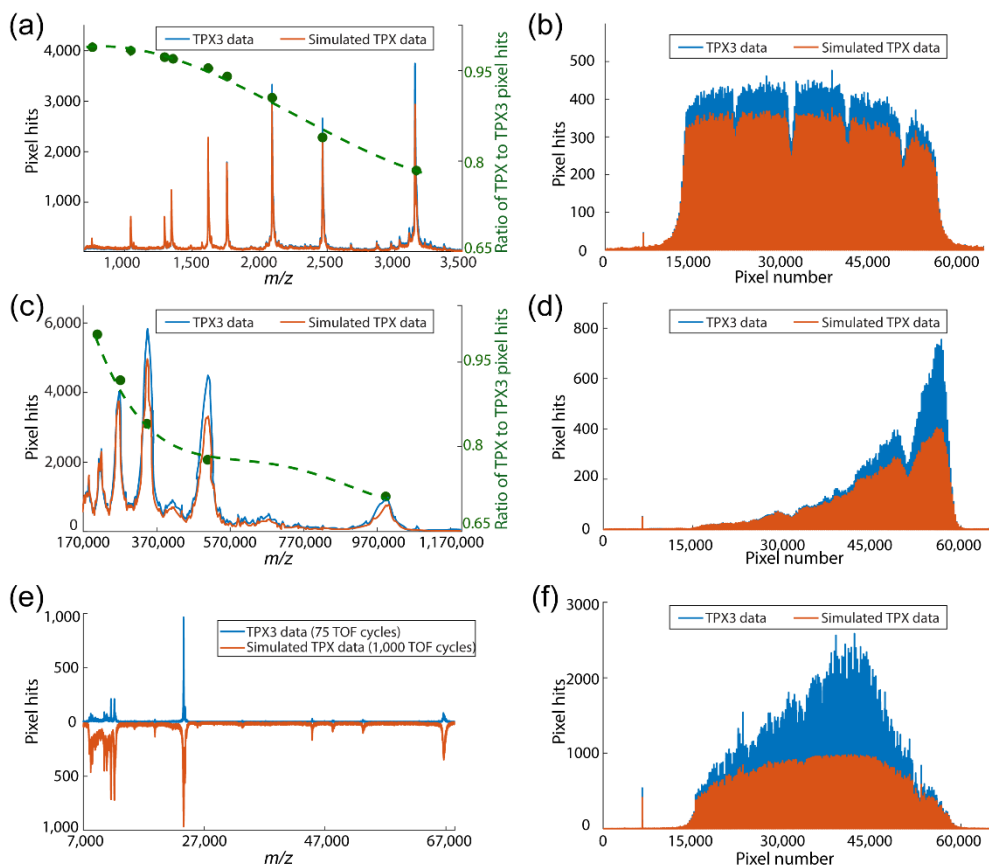 (a)
TPX3 data
Simulated TPX data
4,000
3,000
2,000
1,000
Pixel hits
0.95
0.8
0.65
Ratio of TPX to TPX3 pixel hits
1,000
1,500
2,000
2,500
3,000
3,500
m/z
(b)
TPX3 data
Simulated TPX data
500
400
300
200
100
0
Pixel hits
0
15,000
30,000
45,000
60,000
Pixel number
(c)
TPX3 data
Simulated TPX data
6,000
4,000
2,000
0
Pixel hits
0.95
0.8
0.65
Ratio of TPX to TPX3 pixel hits
170,000
370,000
570,000
770,000
970,000
1,170,000
m/z
(d)
TPX3 data
Simulated TPX data
800
600
400
200
0
Pixel hits
0
15,000
30,000
45,000
60,000
Pixel number
(e)
TPX3 data (75 TOF cycles)
Simulated TPX data (1,000 TOF cycles)
1,000
500
0
500
1,000
Pixel hits
7,000
27,000
47,000
67,000
m/z
(f)
TPX3 data
Simulated TPX data
3000
2000
1000
0
Pixel hits
0
15,000
30,000
45,000
60,000
Pixel number